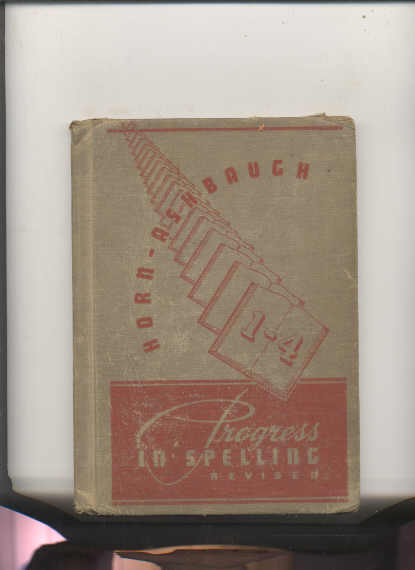 HORN-ASHBAUGH
1-4
Progress
IN SPELLING
REVISED